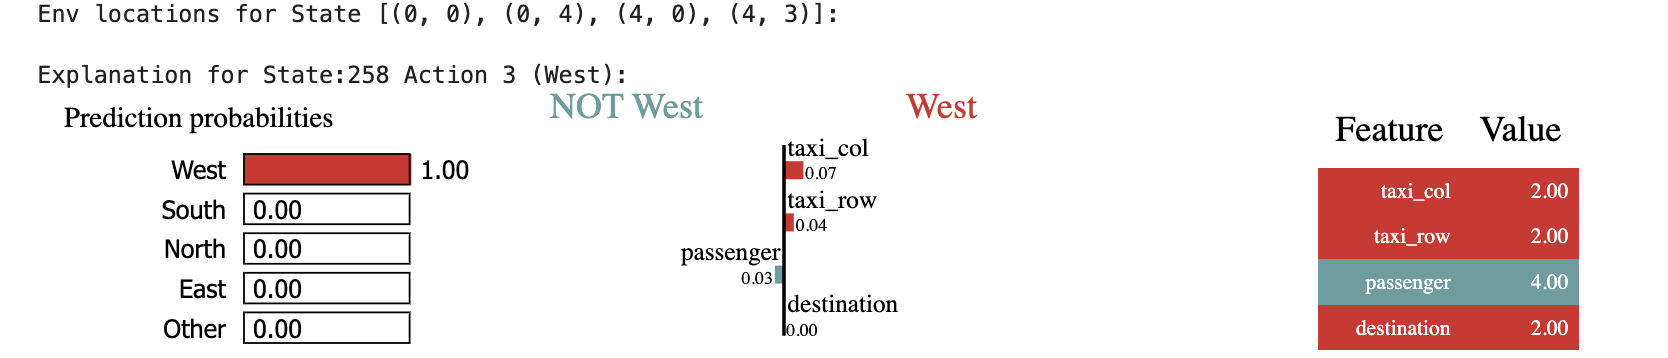 Env locations for State [(0, 0), (0, 4), (4, 0), (4, 3)]:
Explanation for State:258 Action 3 (West):
Prediction probabilities
West 1.00
South 0.00
North 0.00
East 0.00
Other 0.00
NOT West West
taxi_col
0.07
taxi_row
0.04
passenger
0.03
destination
0.00
Feature Value
taxi_col 2.00
taxi_row 2.00
passenger 4.00
destination 2.00